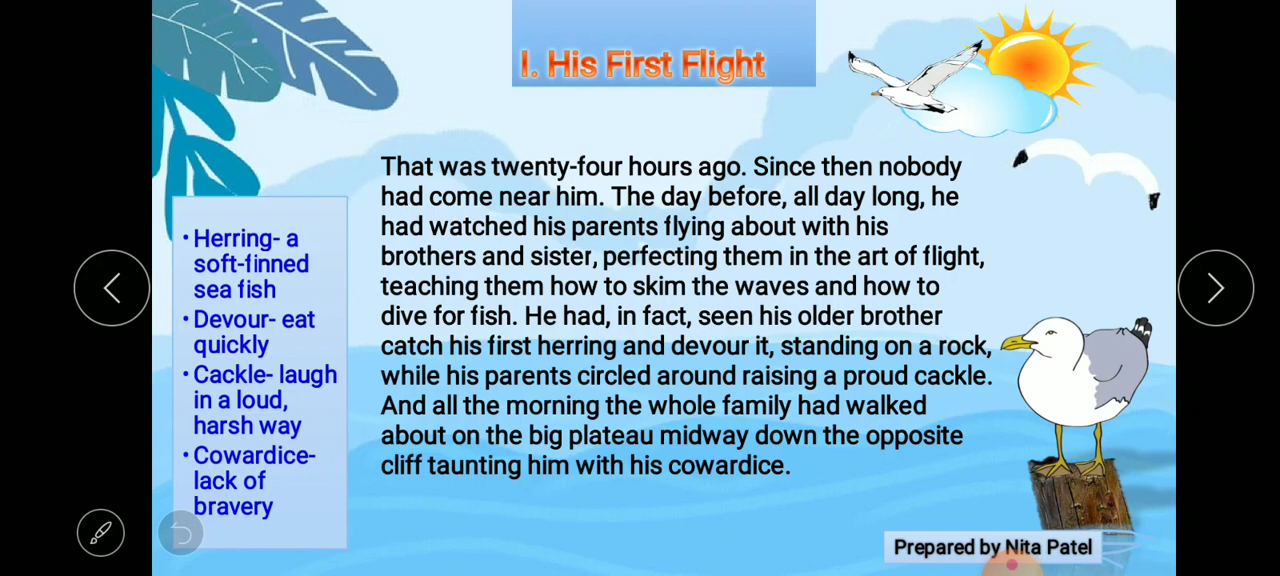 I. His First Flight
That was twenty-four hours ago. Since then nobody
had come near him. The day before, all day long, he
had watched his parents flying about with his
brothers and sister, perfecting them in the art of flight,
teaching them how to skim the waves and how to
dive for fish. He had, in fact, seen his older brother
catch his first herring and devour it, standing on a rock,
while his parents circled around raising a proud cackle.
And all the morning the whole family had walked
about on the big plateau midway down the opposite
cliff taunting him with his cowardice.
• Herring- a
soft-finned
sea fish
• Devour- eat
quickly
• Cackle- laugh
in a loud,
harsh way
• Cowardice-
lack of
bravery
Prepared by Nita Patel